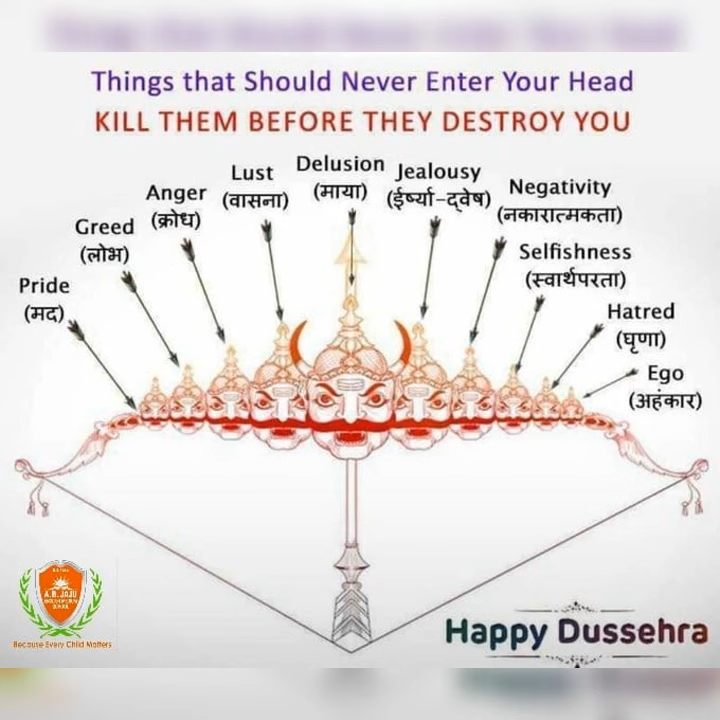 Things that Should Never Enter Your Head
KILL THEM BEFORE THEY DESTROY YOU
Pride
(मद)
Greed
(लोभ)
Anger
(क्रोध)
Lust
(वासना)
Delusion
(माया)
Jealousy
(ईर्ष्या-द्वेष)
Negativity
(नकारात्मकता)
Selfishness
(स्वार्थपरता)
Hatred
(घृणा)
Ego
(अहंकार)
A.B. JAJU
Because Every Child Matters
Happy Dussehra